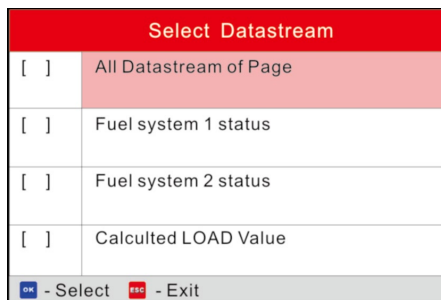 Select Datastream
[ ] All Datastream of Page
[ ] Fuel system 1 status
[ ] Fuel system 2 status
[ ] Calculted LOAD Value
OK - Select ESC - Exit